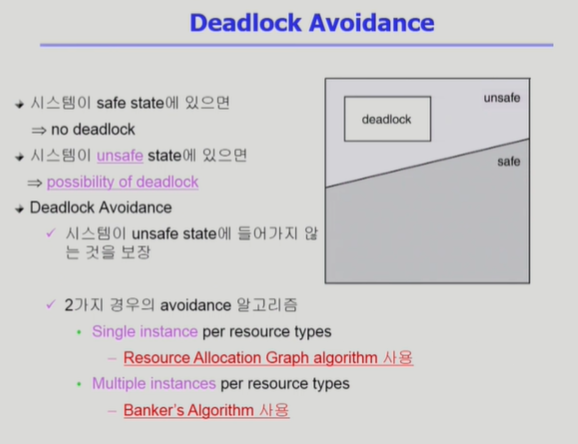 Deadlock Avoidance
시스템이 safe state에 있으면
⇒ no deadlock
시스템이 unsafe state에 있으면
⇒ possibility of deadlock
Deadlock Avoidance
✓ 시스템이 unsafe state에 들어가지 않
는 것을 보장
✓ 2가지 경우의 avoidance 알고리즘
• Single instance per resource types
– Resource Allocation Graph algorithm 사용
• Multiple instances per resource types
– Banker's Algorithm 사용
unsafe
deadlock
safe